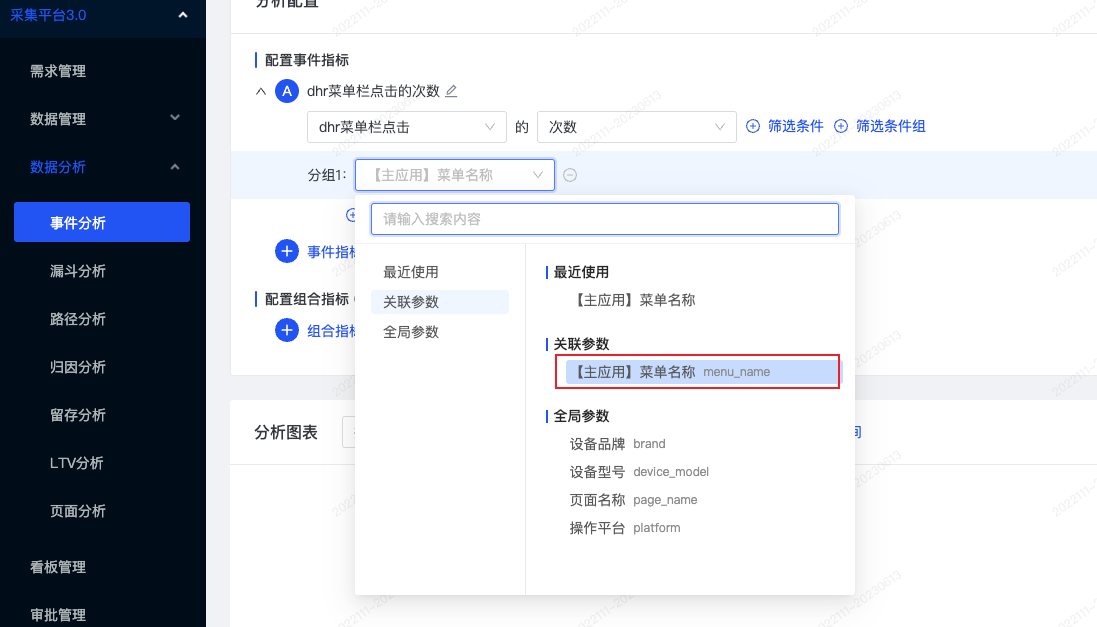 采集平台3.0
需求管理
数据管理
数据分析
事件分析
漏斗分析
路径分析
归因分析
留存分析
LTV分析
页面分析
看板管理
审批管理
分析配置
配置事件指标
A dhr菜单栏点击的次数
dhr菜单栏点击 的 次数 筛选条件 筛选条件组
分组1: 【主应用】菜单名称
请输入搜索内容
事件指标
配置组合指标
组合指标
最近使用
关联参数
全局参数
最近使用
【主应用】菜单名称
关联参数
【主应用】菜单名称 menu_name
全局参数
设备品牌 brand
设备型号 device_model
页面名称 page_name
操作平台 platform
分析图表